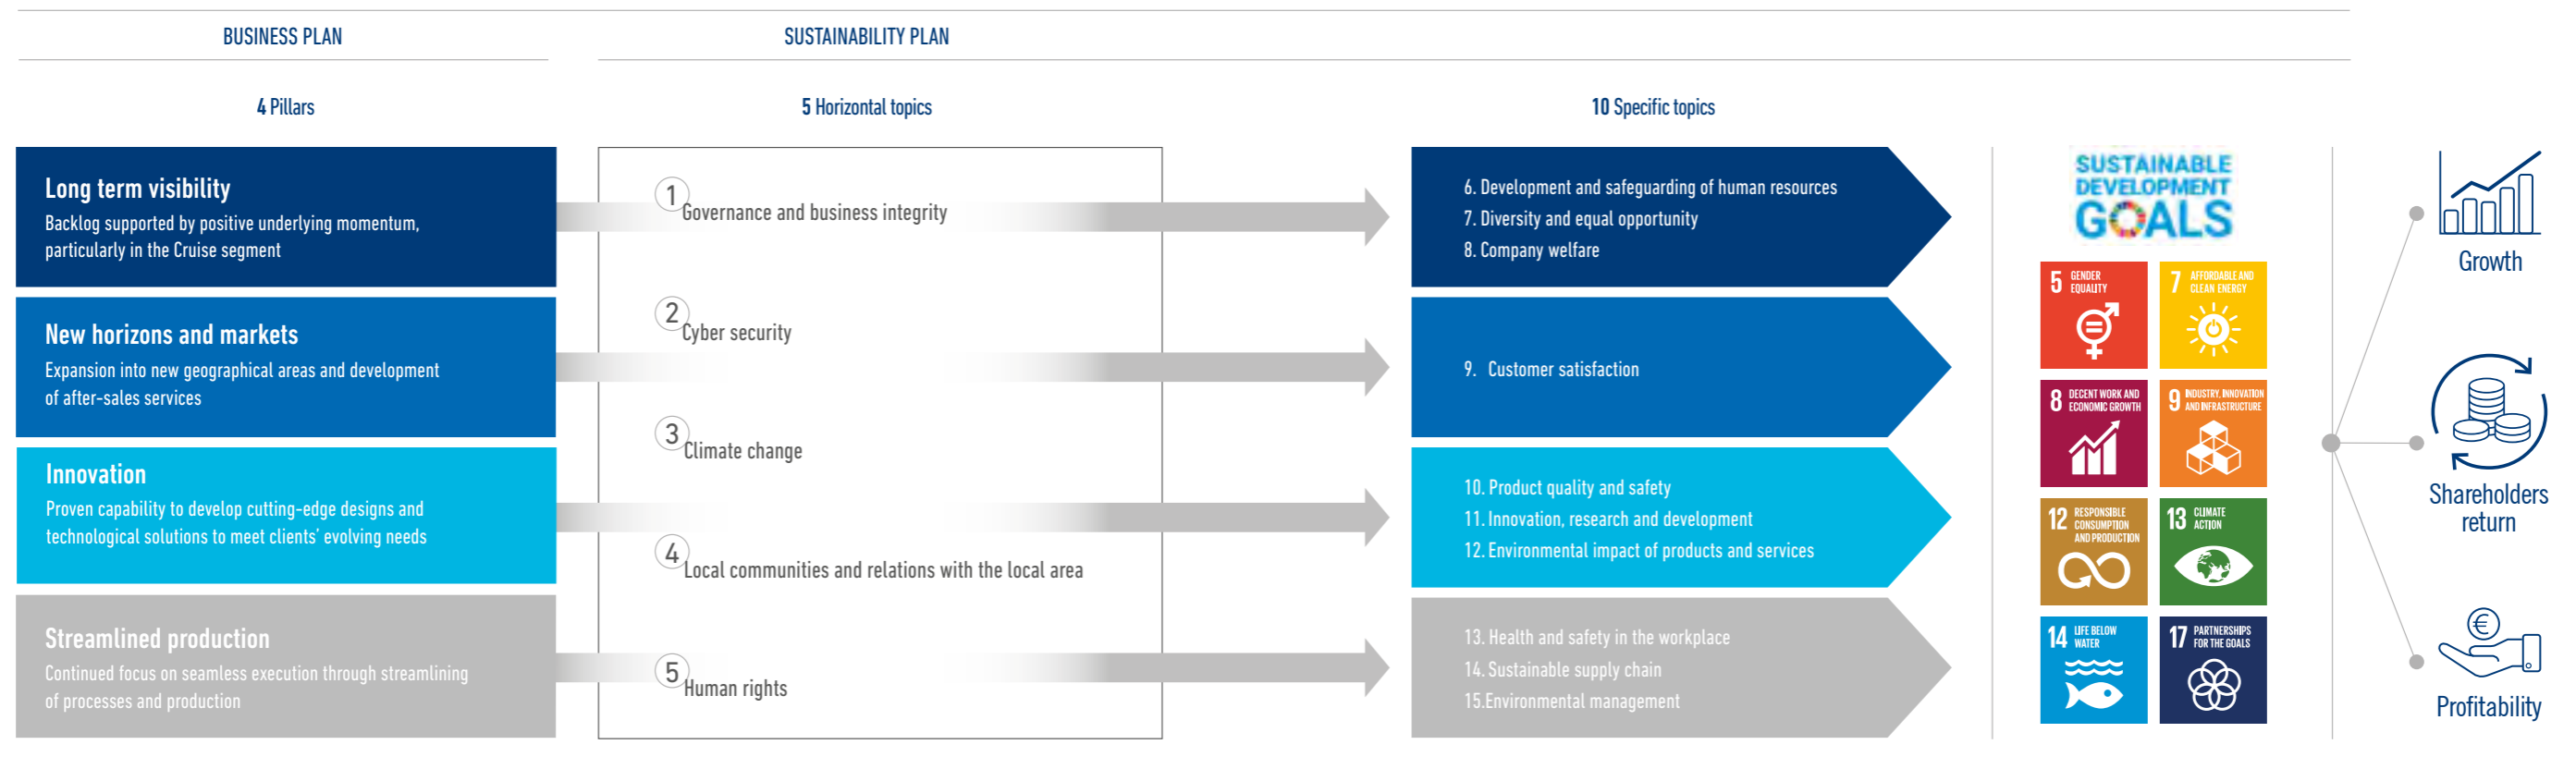 BUSINESS PLAN
SUSTAINABILITY PLAN
4 Pillars
5 Horizontal topics
10 Specific topics
Long term visibility
Backlog supported by positive underlying momentum,
particularly in the Cruise segment
New horizons and markets
Expansion into new geographical areas and development
of after-sales services
Innovation
Proven capability to develop cutting-edge designs and
technological solutions to meet clients' evolving needs
Streamlined production
Continued focus on seamless execution through streamlining
of processes and production
1
Governance and business integrity
2
Cyber security
3
Climate change
4
Local communities and relations with the local area
5
Human rights
6. Development and safeguarding of human resources
7. Diversity and equal opportunity
8. Company welfare
9. Customer satisfaction
10. Product quality and safety
11. Innovation, research and development
12. Environmental impact of products and services
13. Health and safety in the workplace
14. Sustainable supply chain
15.Environmental management
SUSTAINABLE
DEVELOPMENT
GOALS
5 GENDER
EQUALITY
7 AFFORDABLE AND
CLEAN ENERGY
8 DECENT WORK AND
ECONOMIC GROWTH
9 INDUSTRY, INNOVATION
AND INFRASTRUCTURE
12 RESPONSIBLE
CONSUMPTION
AND PRODUCTION
13 CLIMATE
ACTION
14 LIFE BELOW
WATER
17 PARTNERSHIPS
FOR THE GOALS
Growth
Shareholders
return
€
Profitability